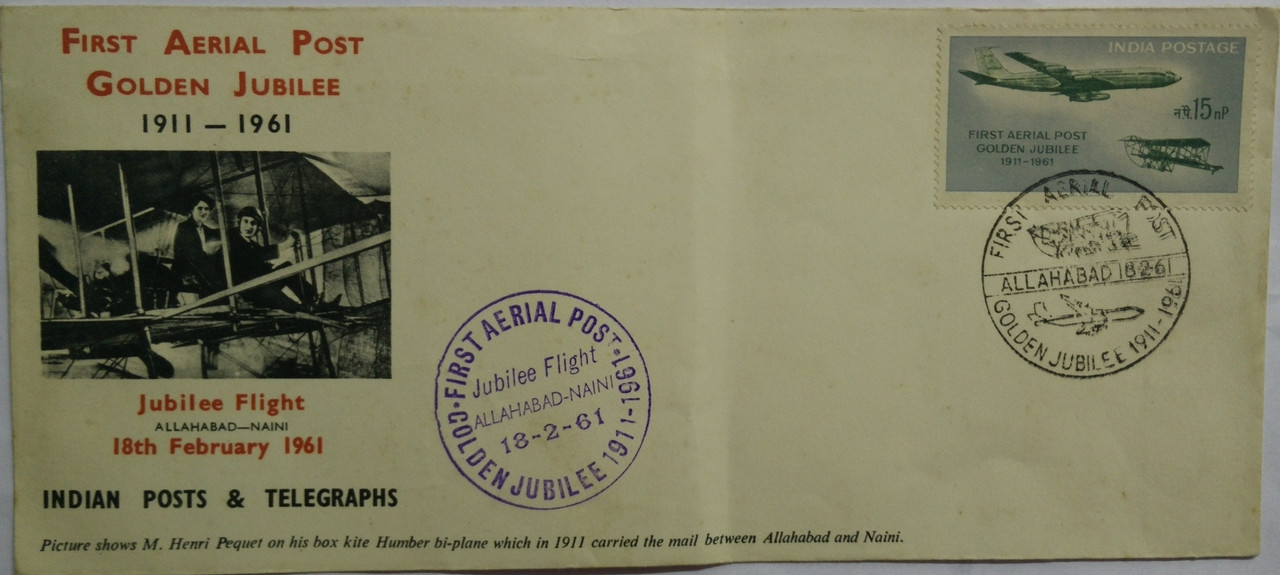 FIRST AERIAL POST
GOLDEN JUBILEE
1911 — 1961
Jubilee Flight
ALLAHABAD—NAINI
18th February 1961
INDIAN POSTS & TELEGRAPHS
Picture shows M. Henri Pequet on his box kite Humber bi-plane which in 1911 carried the mail between Allahabad and Naini.
FIRST AERIAL POST
Jubilee Flight
ALLAHABAD-NAINI
18-2-61
GOLDEN JUBILEE 1911-1961
INDIA POSTAGE
न.पै. 15 nP
FIRST AERIAL POST
GOLDEN JUBILEE
1911-1961
FIRST AERIAL POST
ALLAHABAD 18-2-61
GOLDEN JUBILEE 1911-1961